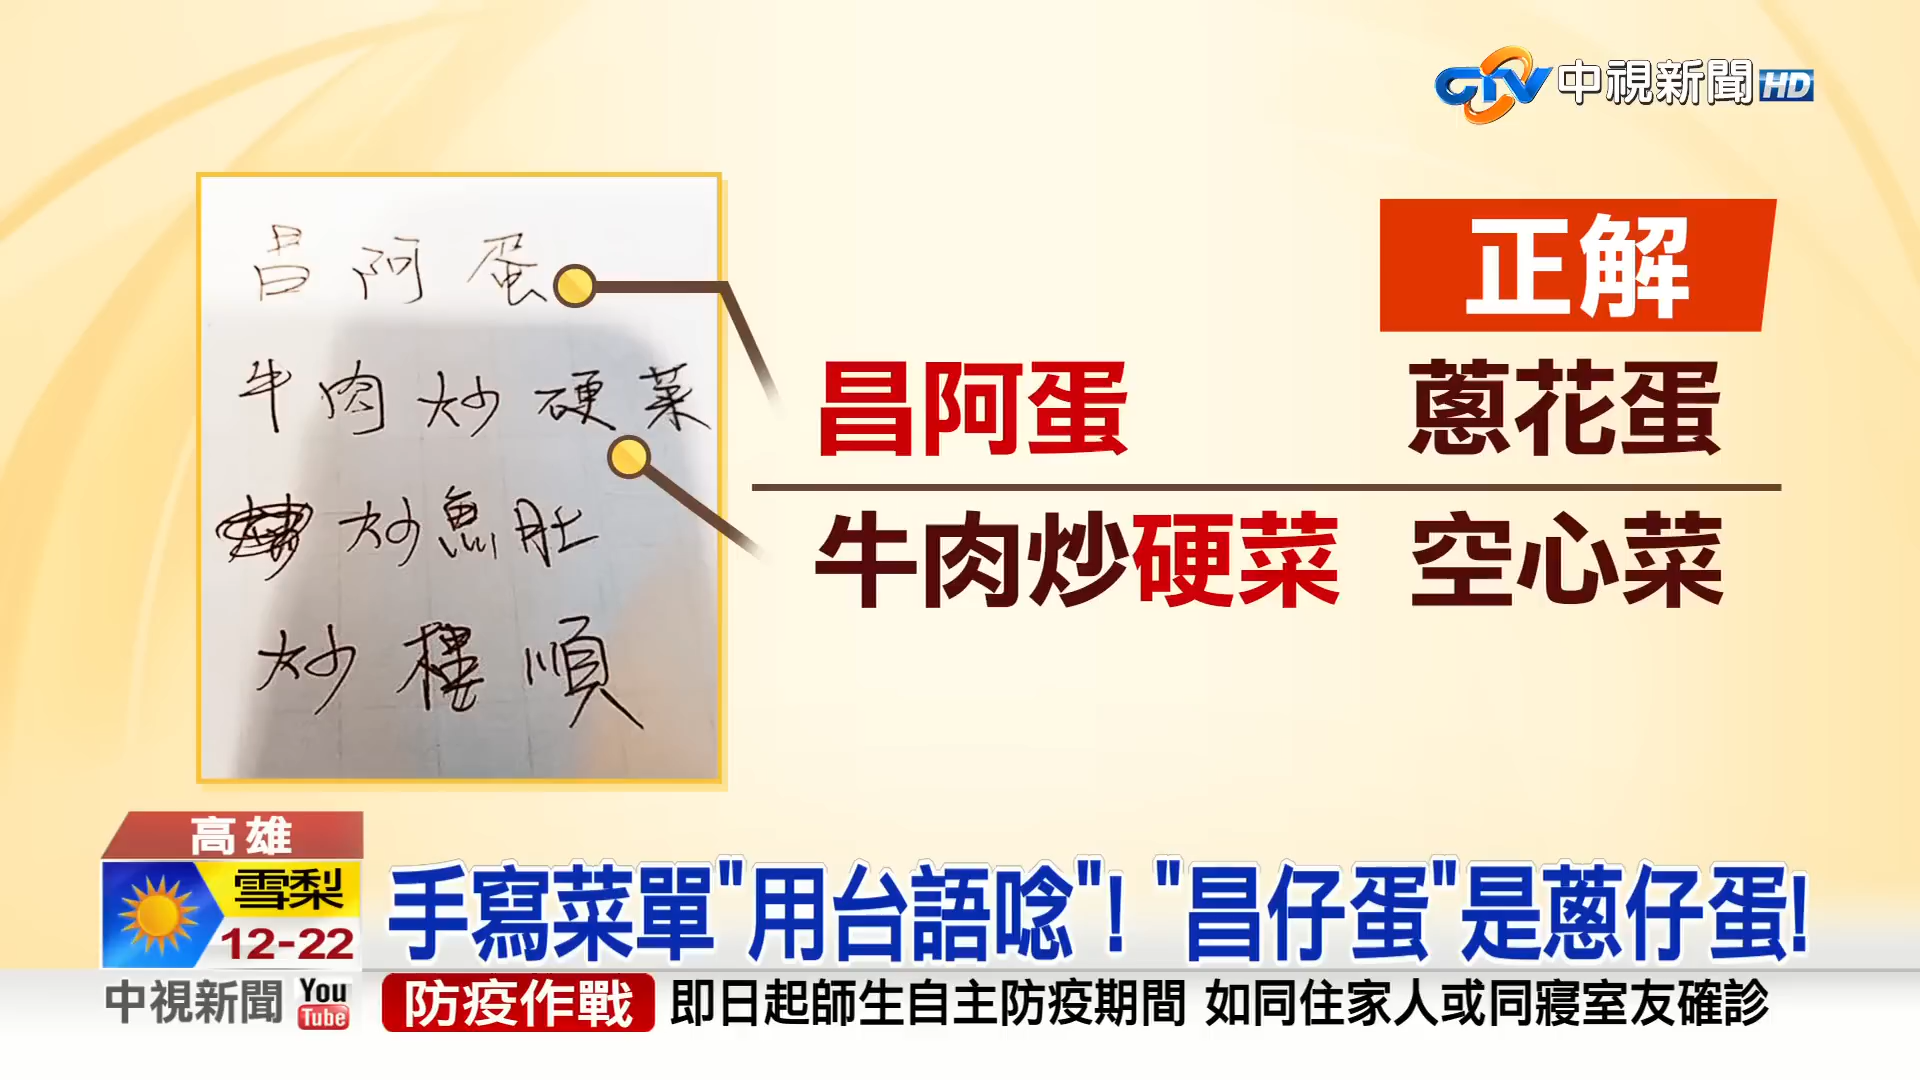 CTV 中視新聞 HD
昌阿蛋
牛肉炒硬菜
炒魚肚
炒樓順
正解
昌阿蛋 蔥花蛋
牛肉炒硬菜 空心菜
高雄
雪梨
12-22
手寫菜單"用台語唸"! "昌仔蛋"是蔥仔蛋!
中視新聞 YouTube
防疫作戰 即日起師生自主防疫期間 如同住家人或同寢室友確診